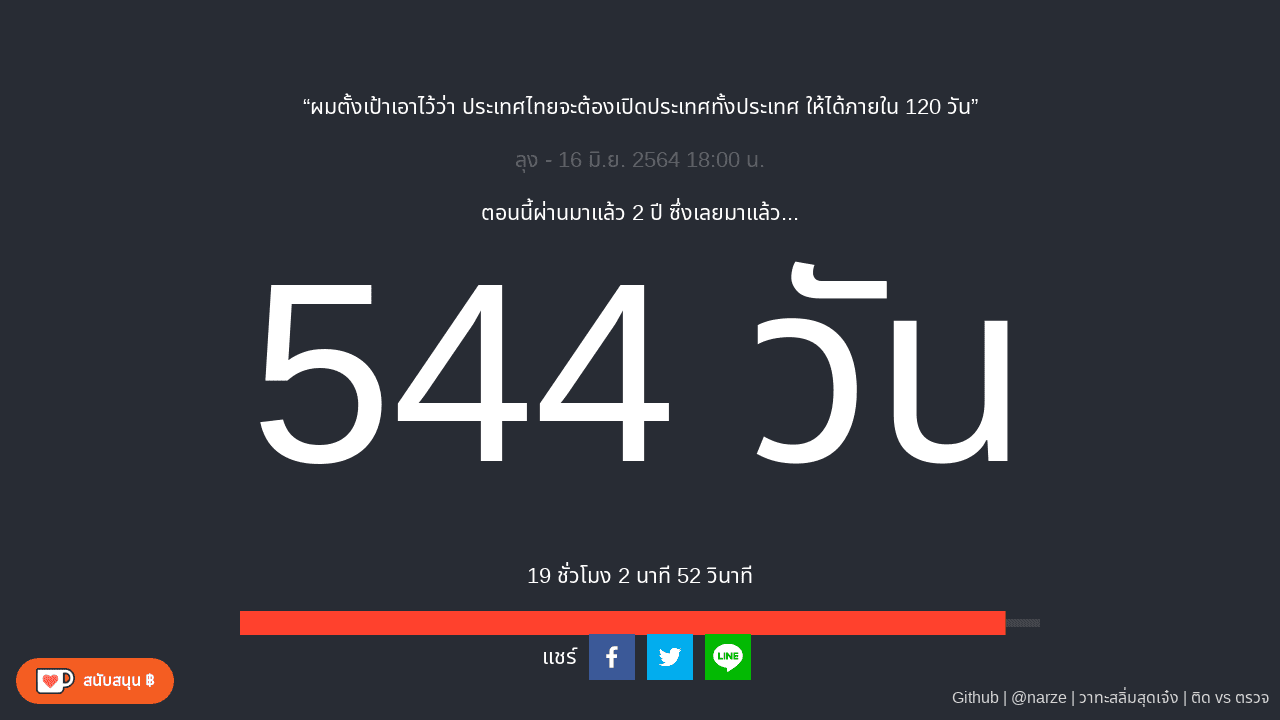 “ผมตั้งเป้าเอาไว้ว่า ประเทศไทยจะต้องเปิดประเทศทั้งประเทศ ให้ได้ภายใน 120 วัน”
ลุง - 16 มิ.ย. 2564 18:00 น.
ตอนนี้ผ่านมาแล้ว 2 ปี ซึ่งเลยมาแล้ว...
544 วัน
19 ชั่วโมง 2 นาที 52 วินาที
แชร์
LINE
สนับสนุน ฿
Github | @narze | วาทะสลิ่มสุดเจ๋ง | ติด vs ตรวจ